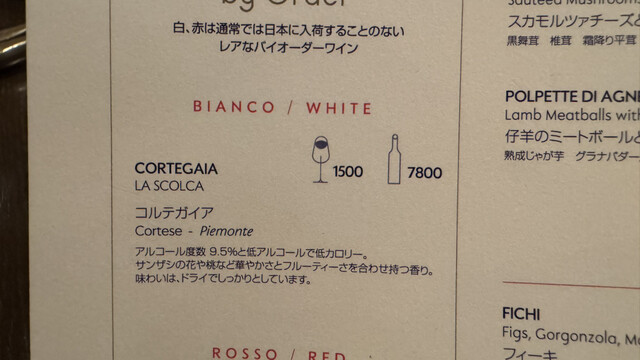 by Order
白、赤は通常では日本に入荷することのない
レアなバイオーダーワイン
BIANCO / WHITE
1500
7800
CORTEGAIA
LA SCOLCA
コルテガイア
Cortese - Piemonte
アルコール度数 9.5%と低アルコールで低カロリー。
サンザシの花や桃など華やかさとフルーティーさを合わせ持つ香り。
味わいは、ドライでしっかりとしています。
ROSSO / RED
Sauteed Mushrooms
スカモルツァチーズと
黒舞茸 椎茸 霜降り平茸
POLPETTE DI AGNE
Lamb Meatballs with
仔羊のミートボールと
熟成じゃが芋 グラナパダー
FICHI
Figs, Gorgonzola, M
フィーキ